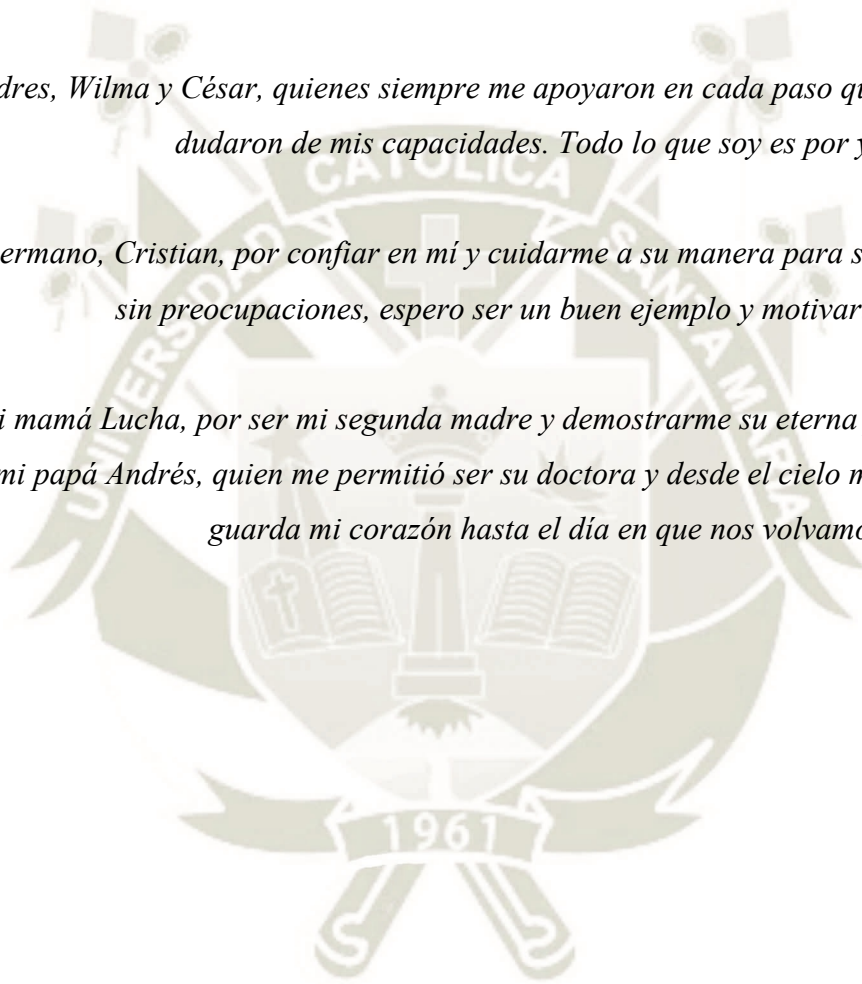 dres, Wilma y César, quienes siempre me apoyaron en cada paso qu
dudaron de mis capacidades. Todo lo que soy es por y
ermano, Cristian, por confiar en mí y cuidarme a su manera para s
sin preocupaciones, espero ser un buen ejemplo y motivar
i mamá Lucha, por ser mi segunda madre y demostrarme su eterna
mi papá Andrés, quien me permitió ser su doctora y desde el cielo m
guarda mi corazón hasta el día en que nos volvamo
UNIVERSIDAD CATOLICA SANTA MARIA
1961